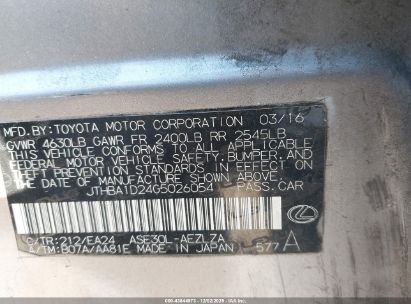 MFD.BY:TOYOTA MOTOR CORPORATION 03/16
GVWR 4630LB GAWR FR 2400LB RR 2545LB
THIS VEHICLE CONFORMS TO ALL APPLICABLE
FEDERAL MOTOR VEHICLE SAFETY, BUMPER, AND
THEFT PREVENTION STANDARDS IN EFFECT ON
THE DATE OF MANUFACTURE SHOWN ABOVE.
JTHBA1D24G5026054 PASS.CAR
C/TR:212/EA24 ASE30L-AEZLZA
A/TM:B07A/AA81E MADE IN JAPAN 577 A